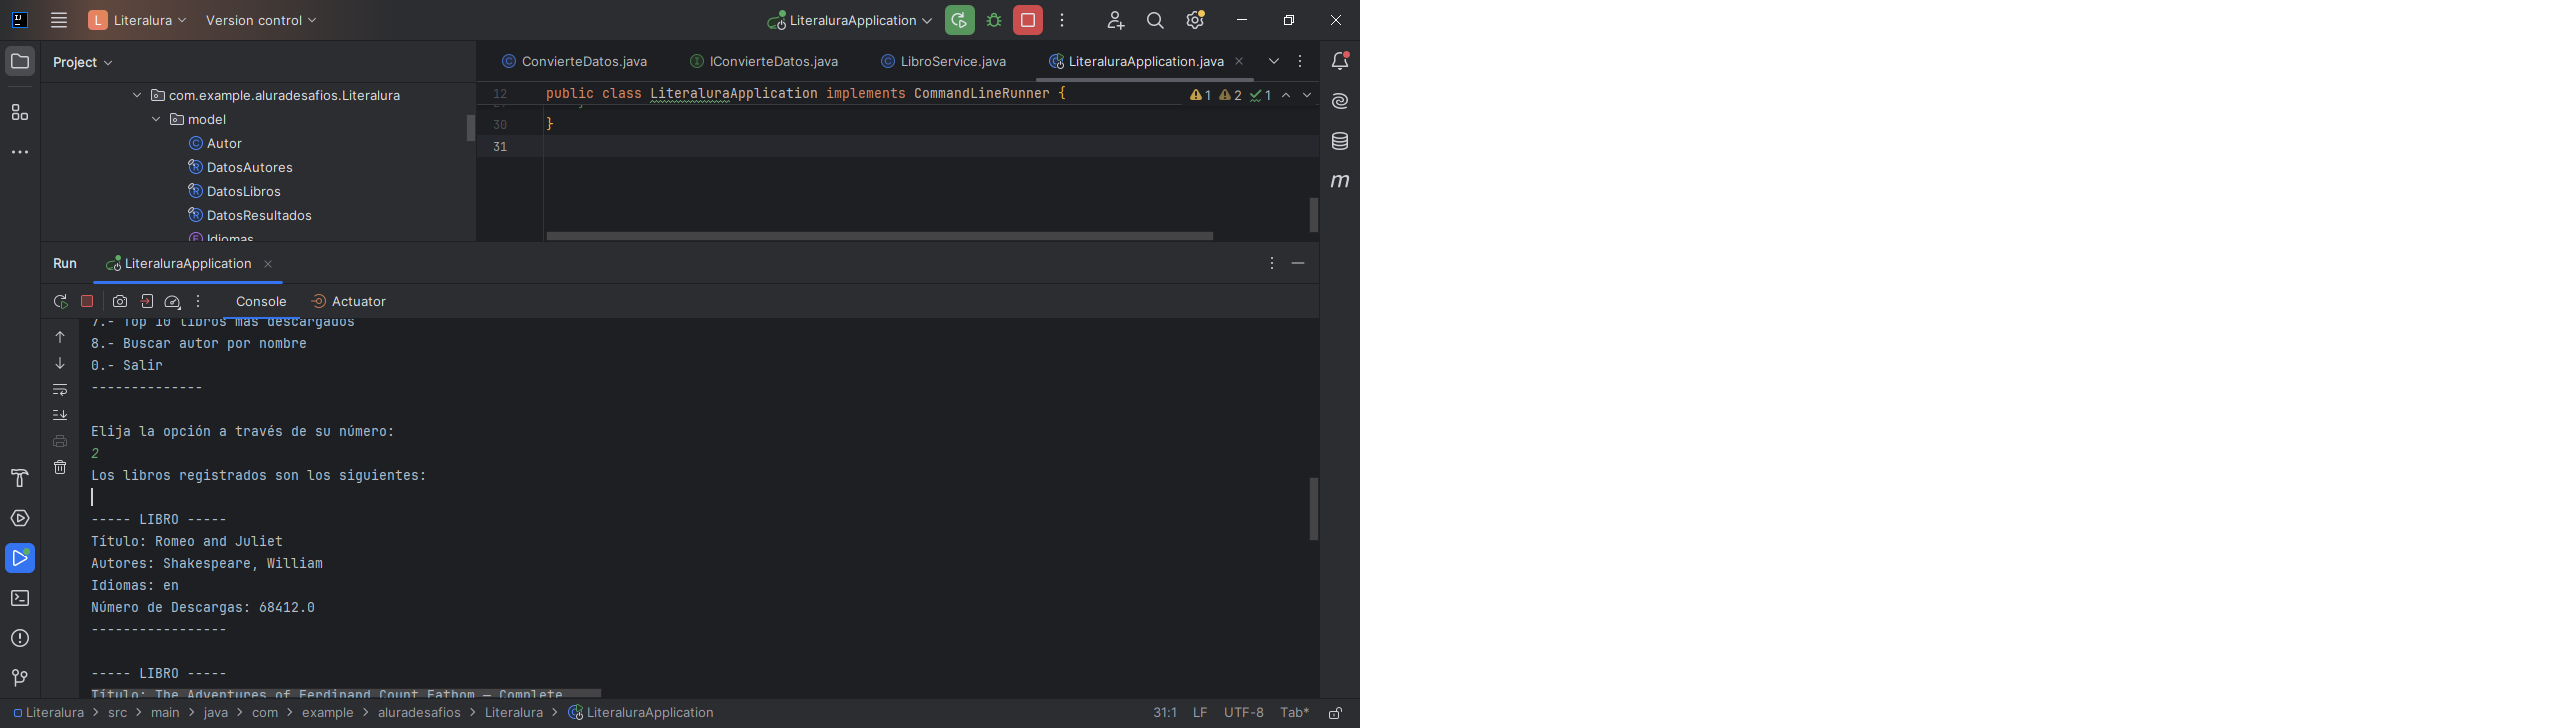 Literalura
Version control
LiteraluraApplication
Project
com.example.aluradesafios.Literalura
model
Autor
DatosAutores
DatosLibros
DatosResultados
Idiomas
ConvierteDatos.java
IConvierteDatos.java
LibroService.java
LiteraluraApplication.java
12 public class LiteraluraApplication implements CommandLineRunner {
1 2 1
30 }
31
Run
LiteraluraApplication
Console
Actuator
7.- Top 10 libros más descargados
8.- Buscar autor por nombre
0.- Salir
--------------
Elija la opción a través de su número:
2
Los libros registrados son los siguientes:
----- LIBRO -----
Título: Romeo and Juliet
Autores: Shakespeare, William
Idiomas: en
Número de Descargas: 68412.0
-----------------
----- LIBRO -----
Título: The Adventures of Ferdinand Count Fathom — Complete
Literalura > src > main > java > com > example > aluradesafios > Literalura > LiteraluraApplication
31:1 LF UTF-8 Tab*